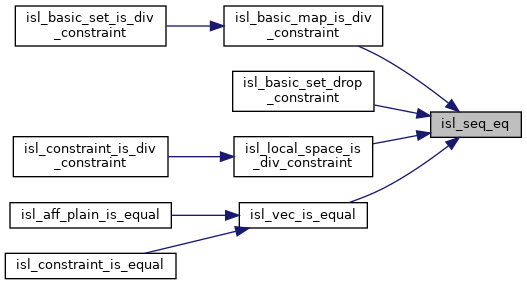 isl_basic_set_is_div
_constraint
isl_basic_map_is_div
_constraint
isl_basic_set_drop
_constraint
isl_seq_eq
isl_constraint_is_div
_constraint
isl_local_space_is
_div_constraint
isl_aff_plain_is_equal
isl_vec_is_equal
isl_constraint_is_equal